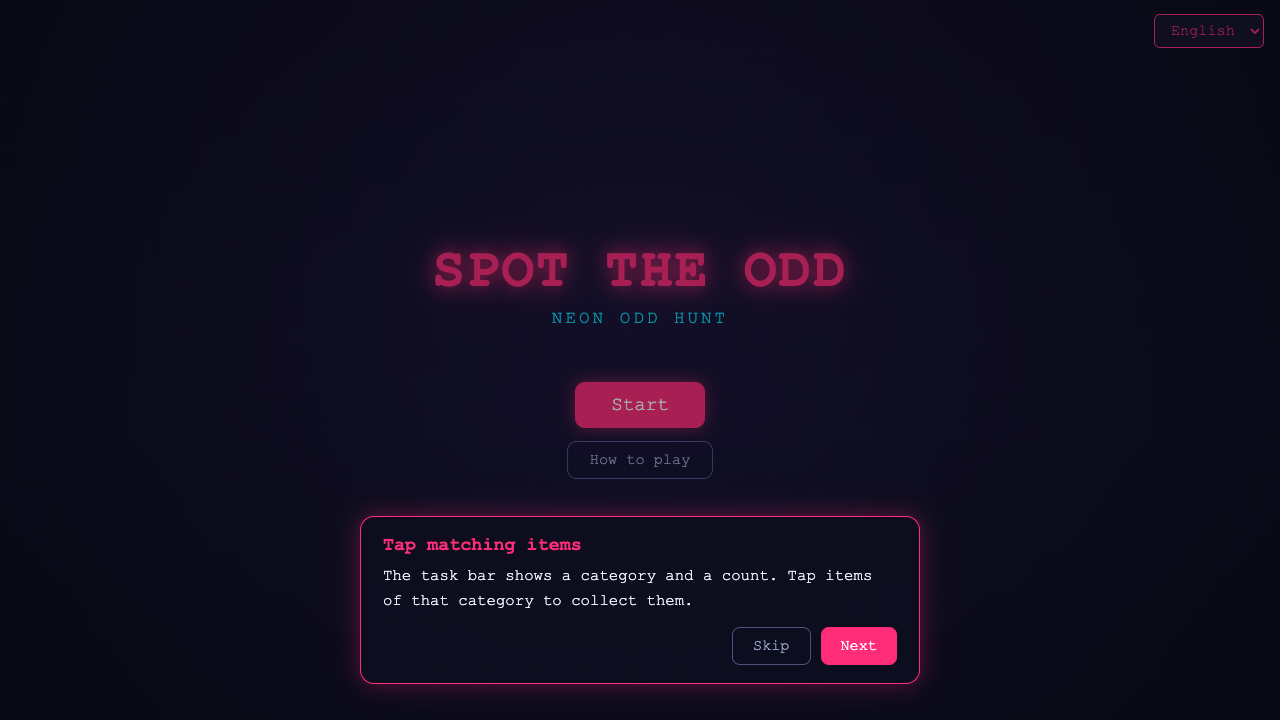 English
SPOT THE ODD
NEON ODD HUNT
Start
How to play
Tap matching items
The task bar shows a category and a count. Tap items
of that category to collect them.
Skip
Next